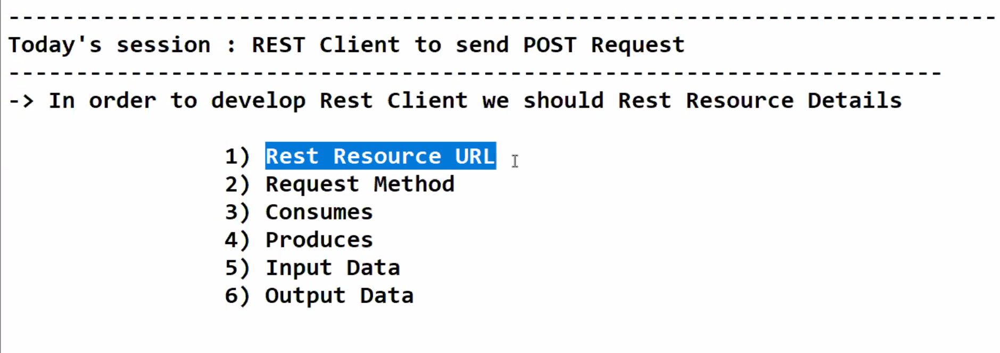 --------------------------------------------------------------------------
Today's session : REST Client to send POST Request
----------------------------------------------------------------------
-> In order to develop Rest Client we should Rest Resource Details
1) Rest Resource URL
2) Request Method
3) Consumes
4) Produces
5) Input Data
6) Output Data